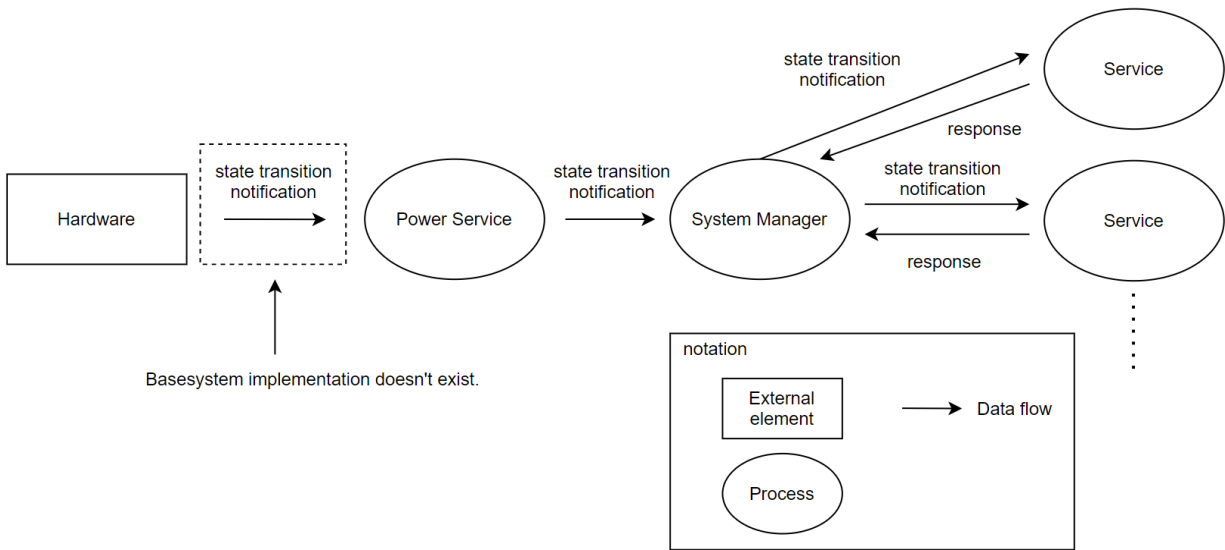 state transition
notification
Service
response
state transition
notification
Hardware
Power Service
state transition
notification
System Manager
state transition
notification
Service
response
Basesystem implementation doesn't exist.
notation
External
element
Data flow
Process